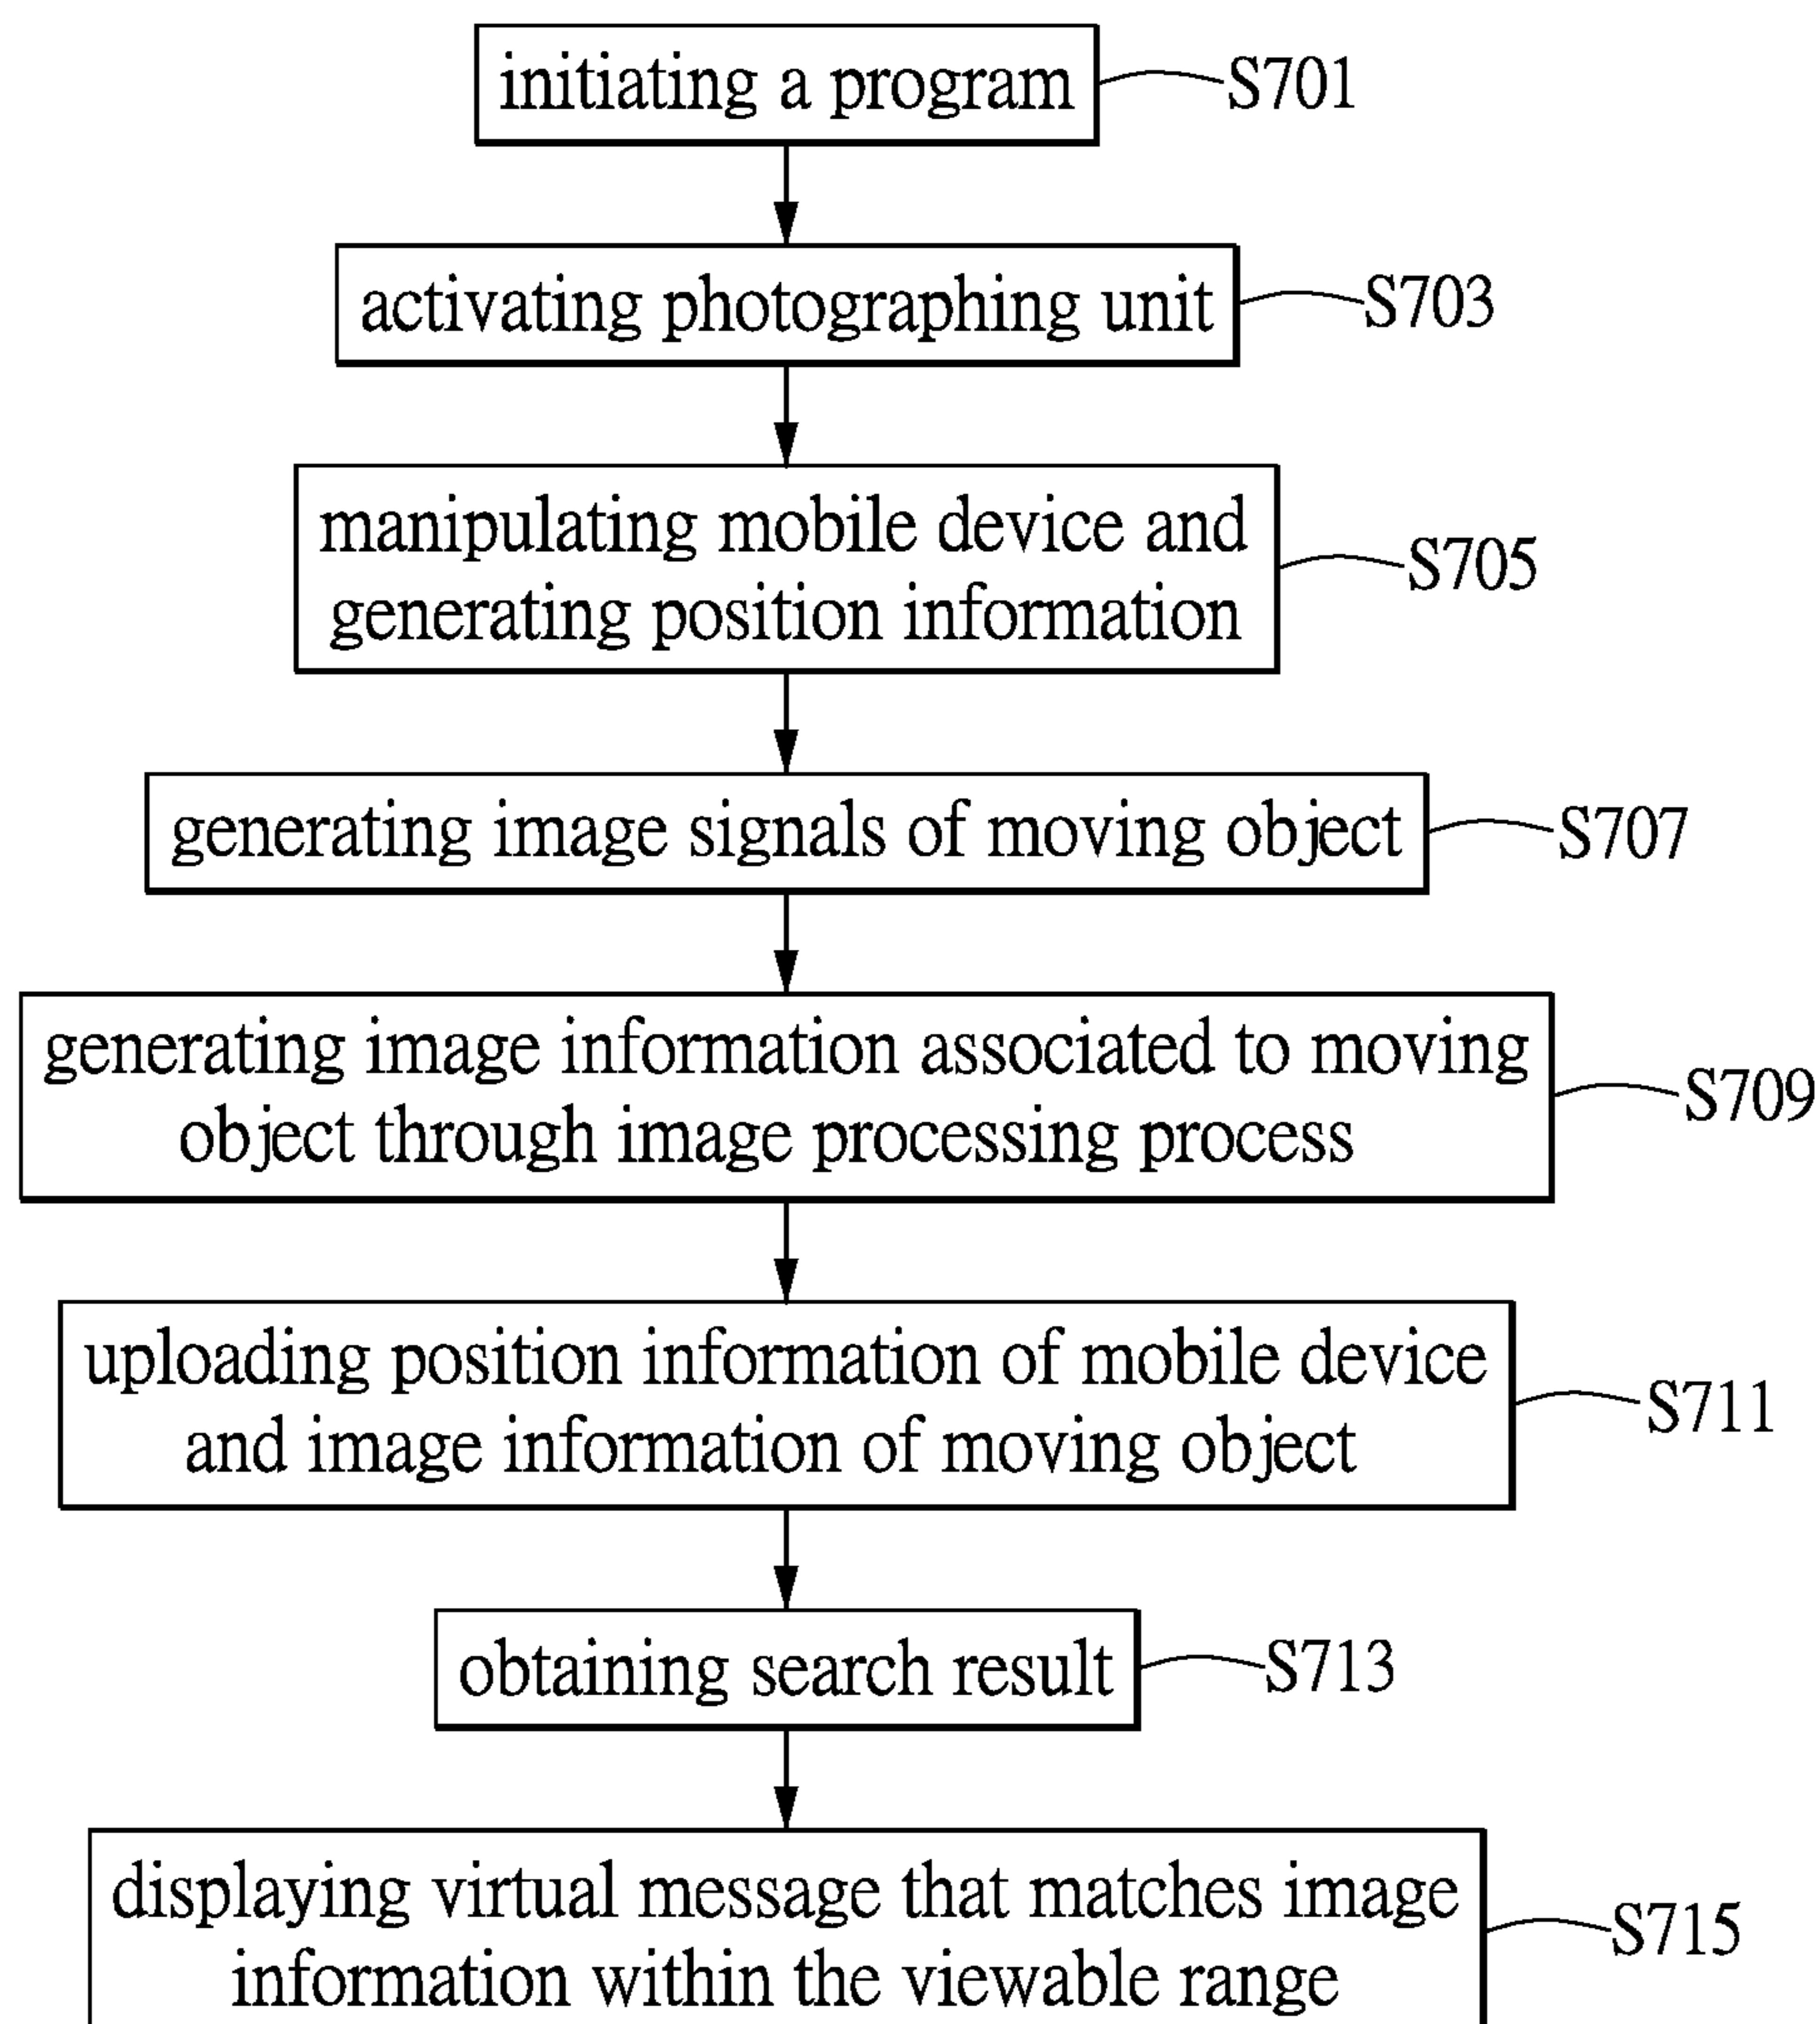 initiating a program
S701
activating photographing unit
S703
manipulating mobile device and
generating position information
S705
generating image signals of moving object
S707
generating image information associated to moving
object through image processing process
S709
uploading position information of mobile device
and image information of moving object
S711
obtaining search result
S713
displaying virtual message that matches image
information within the viewable range
S715